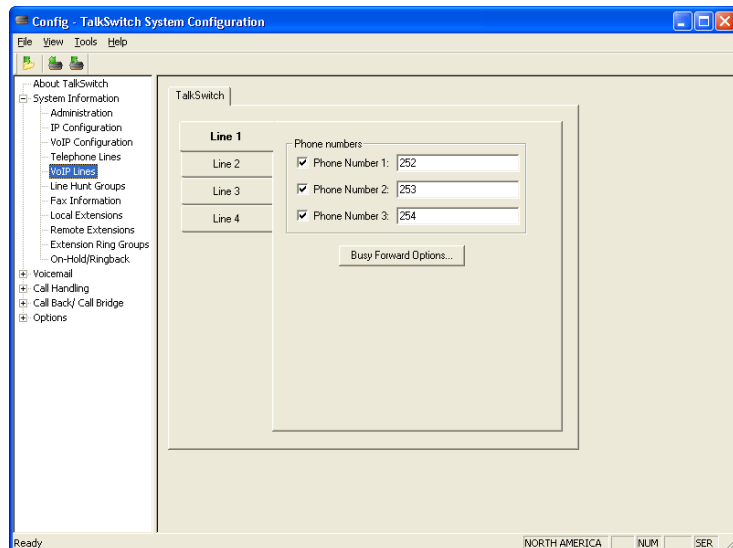 Config - TalkSwitch System Configuration
File View Tools Help
About TalkSwitch
System Information
Administration
IP Configuration
VoIP Configuration
Telephone Lines
VoIP Lines
Line Hunt Groups
Fax Information
Local Extensions
Remote Extensions
Extension Ring Groups
On-Hold/Ringback
Voicemail
Call Handling
Call Back/ Call Bridge
Options
TalkSwitch
Line 1
Line 2
Line 3
Line 4
Phone numbers
Phone Number 1: 252
Phone Number 2: 253
Phone Number 3: 254
Busy Forward Options...
Ready
NORTH AMERICA NUM SER